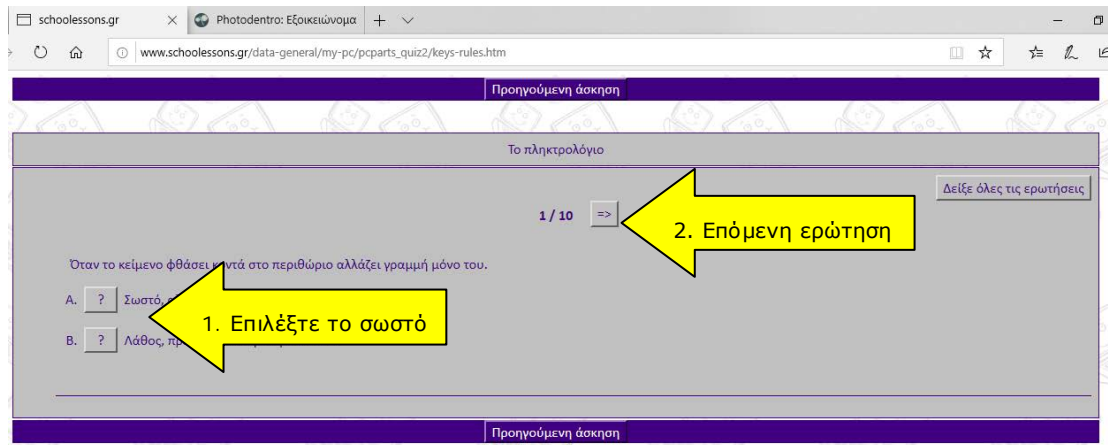 schoolessons.gr
Photodentro: Εξοικειώνομα
www.schoolessons.gr/data-general/my-pc/pcparts_quiz2/keys-rules.htm
Προηγούμενη άσκηση
Το πληκτρολόγιο
Δείξε όλες τις ερωτήσεις
1 / 10 =>
2. Επόμενη ερώτηση
Όταν το κείμενο φθάσει κοντά στο περιθώριο αλλάζει γραμμή μόνο του.
A. ? Σωστό,
1. Επιλέξτε το σωστό
B. ? Λάθος,
Προηγούμενη άσκηση